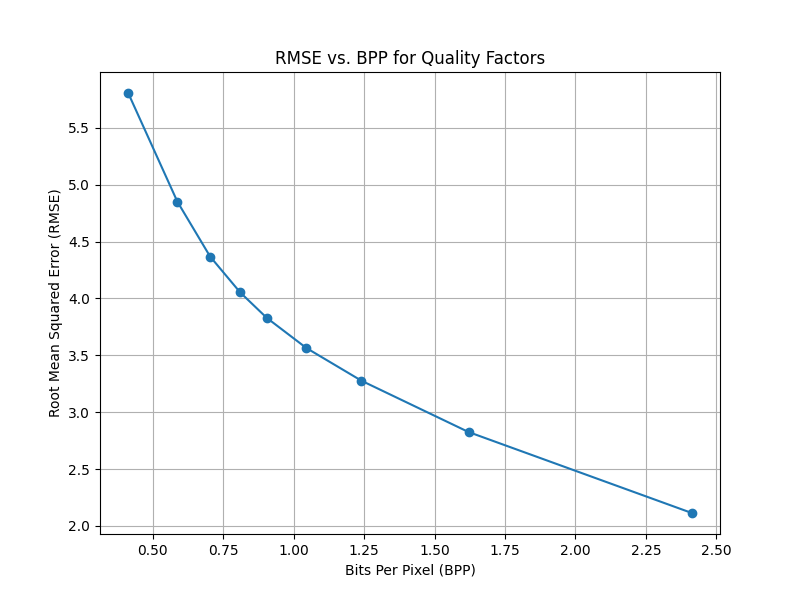 RMSE vs. BPP for Quality Factors
Root Mean Squared Error (RMSE)
5.5
5.0
4.5
4.0
3.5
3.0
2.5
2.0
0.50 0.75 1.00 1.25 1.50 1.75 2.00 2.25 2.50
Bits Per Pixel (BPP)